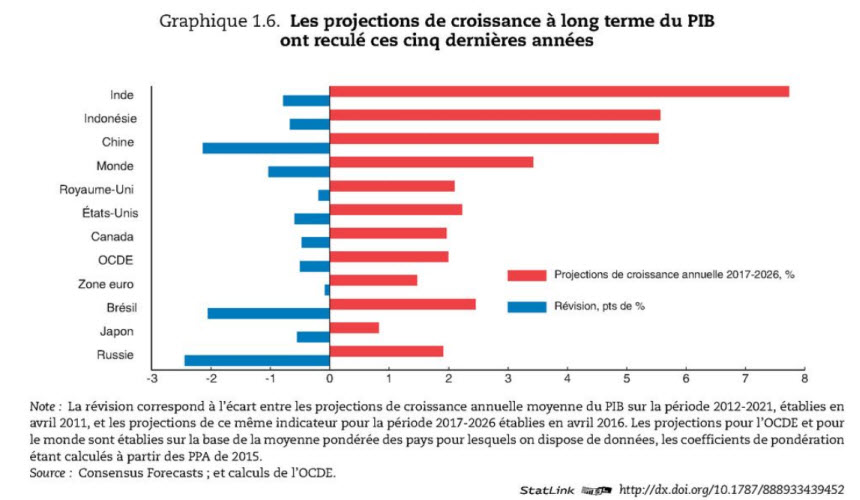 Graphique 1.6. Les projections de croissance à long terme du PIB
ont reculé ces cinq dernières années
Inde
Indonésie
Chine
Monde
Royaume-Uni
États-Unis
Canada
OCDE
Zone euro
Brésil
Japon
Russie
Projections de croissance annuelle 2017-2026, %
Révision, pts de %
-3 -2 -1 0 1 2 3 4 5 6 7 8
Note : La révision correspond à l'écart entre les projections de croissance annuelle moyenne du PIB sur la période 2012-2021, établies en
avril 2011, et les projections de ce même indicateur pour la période 2017-2026 établies en avril 2016. Les projections pour l'OCDE et pour
le monde sont établies sur la base de la moyenne pondérée des pays pour lesquels on dispose de données, les coefficients de pondération
étant calculés à partir des PPA de 2015.
Source : Consensus Forecasts ; et calculs de l'OCDE.
StatLink http://dx.doi.org/10.1787/888933439452